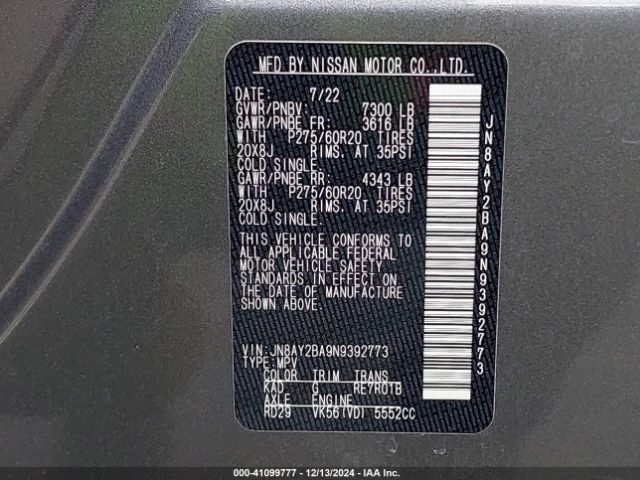 MFD BY NISSAN MOTOR CO.,LTD.
DATE: 7/22
GVWR/PNBV: 7300 LB
GAWR/PNBE FR: 3616 LB
WITH P275/60R20 TIRES
20X8J RIMS, AT 35PSI
COLD SINGLE.
GAWR/PNBE RR: 4343 LB
WITH P275/60R20 TIRES
20X8J RIMS, AT 35PSI
COLD SINGLE.
THIS VEHICLE CONFORMS TO
ALL APPLICABLE FEDERAL
MOTOR VEHICLE SAFETY
STANDARDS IN EFFECT ON
THE DATE OF MANUFACTURE
SHOWN ABOVE.
VIN:JN8AY2BA9N9392773
TYPE:MPV
COLOR TRIM TRANS
KAD G RE7R01B
AXLE ENGINE
RD29 VK56(VD) 5552CC
JN8AY2BA9N9392773
000-41099777 - 12/13/2024 - IAA Inc.